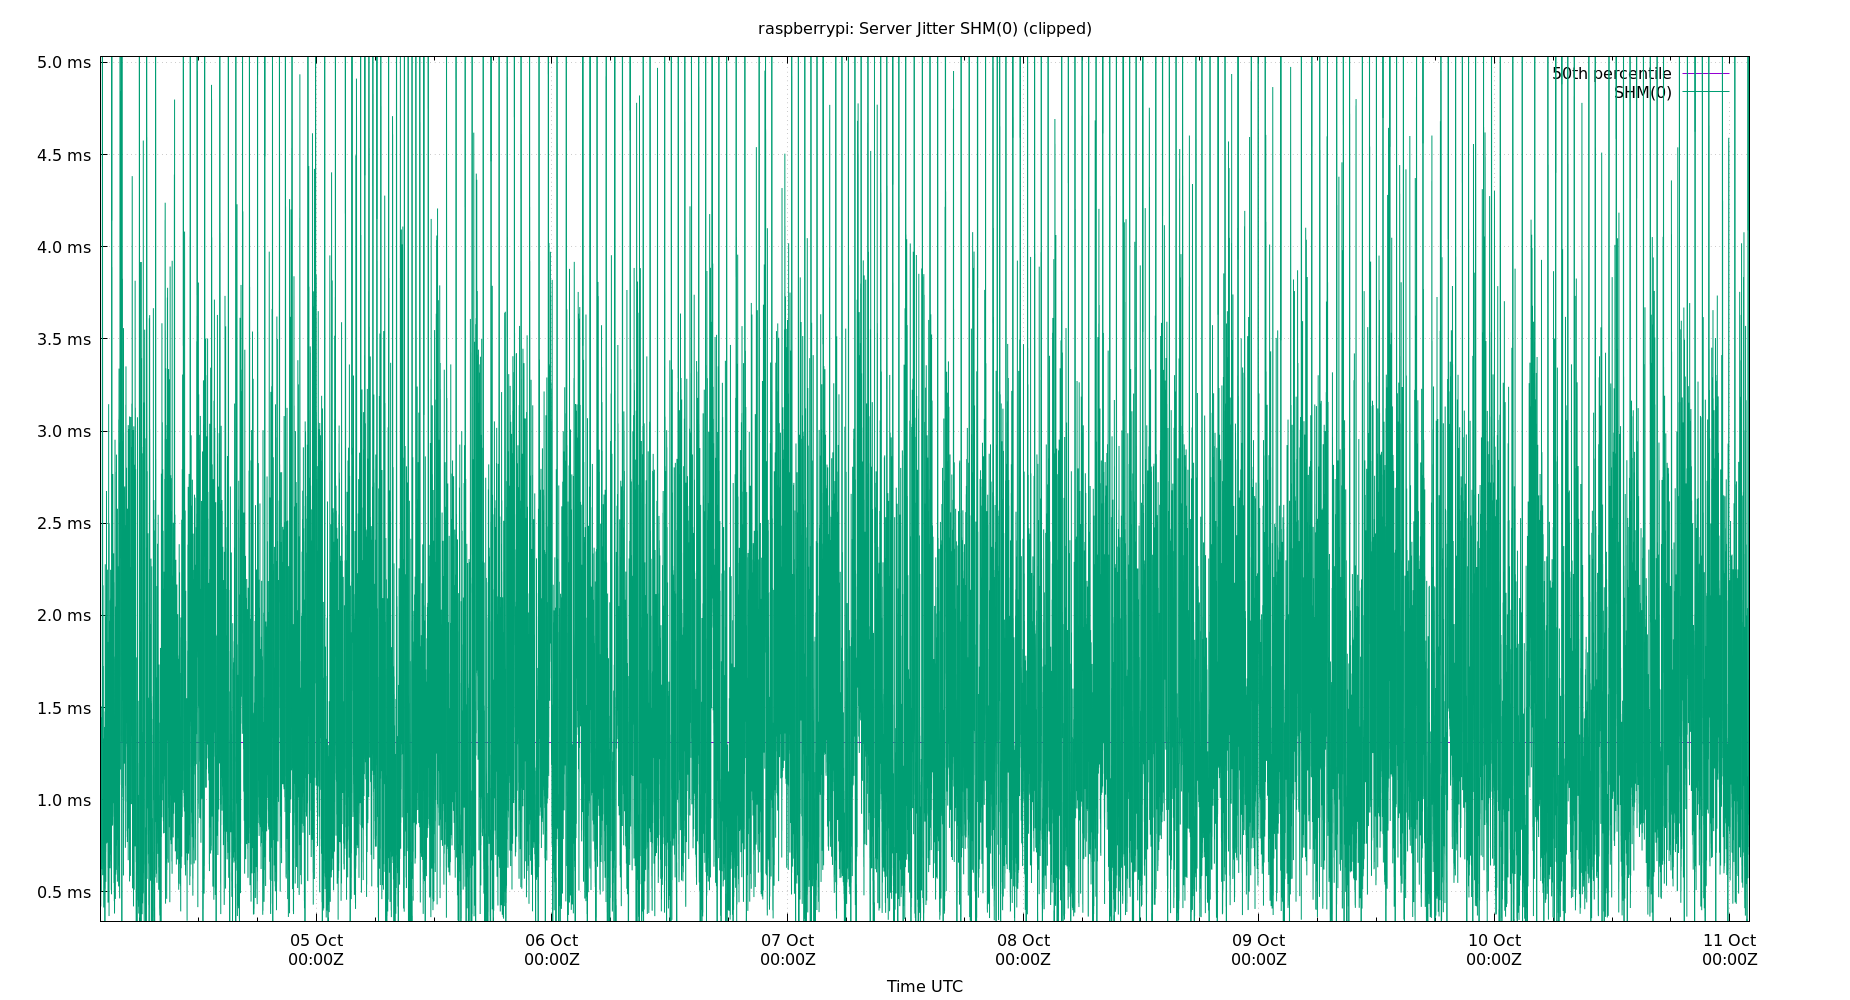 raspberrypi: Server Jitter SHM(0) (clipped)
5.0 ms
4.5 ms
4.0 ms
3.5 ms
3.0 ms
2.5 ms
2.0 ms
1.5 ms
1.0 ms
0.5 ms
50th percentile
SHM(0)
05 Oct
00:00Z
06 Oct
00:00Z
07 Oct
00:00Z
08 Oct
00:00Z
09 Oct
00:00Z
10 Oct
00:00Z
11 Oct
00:00Z
Time UTC